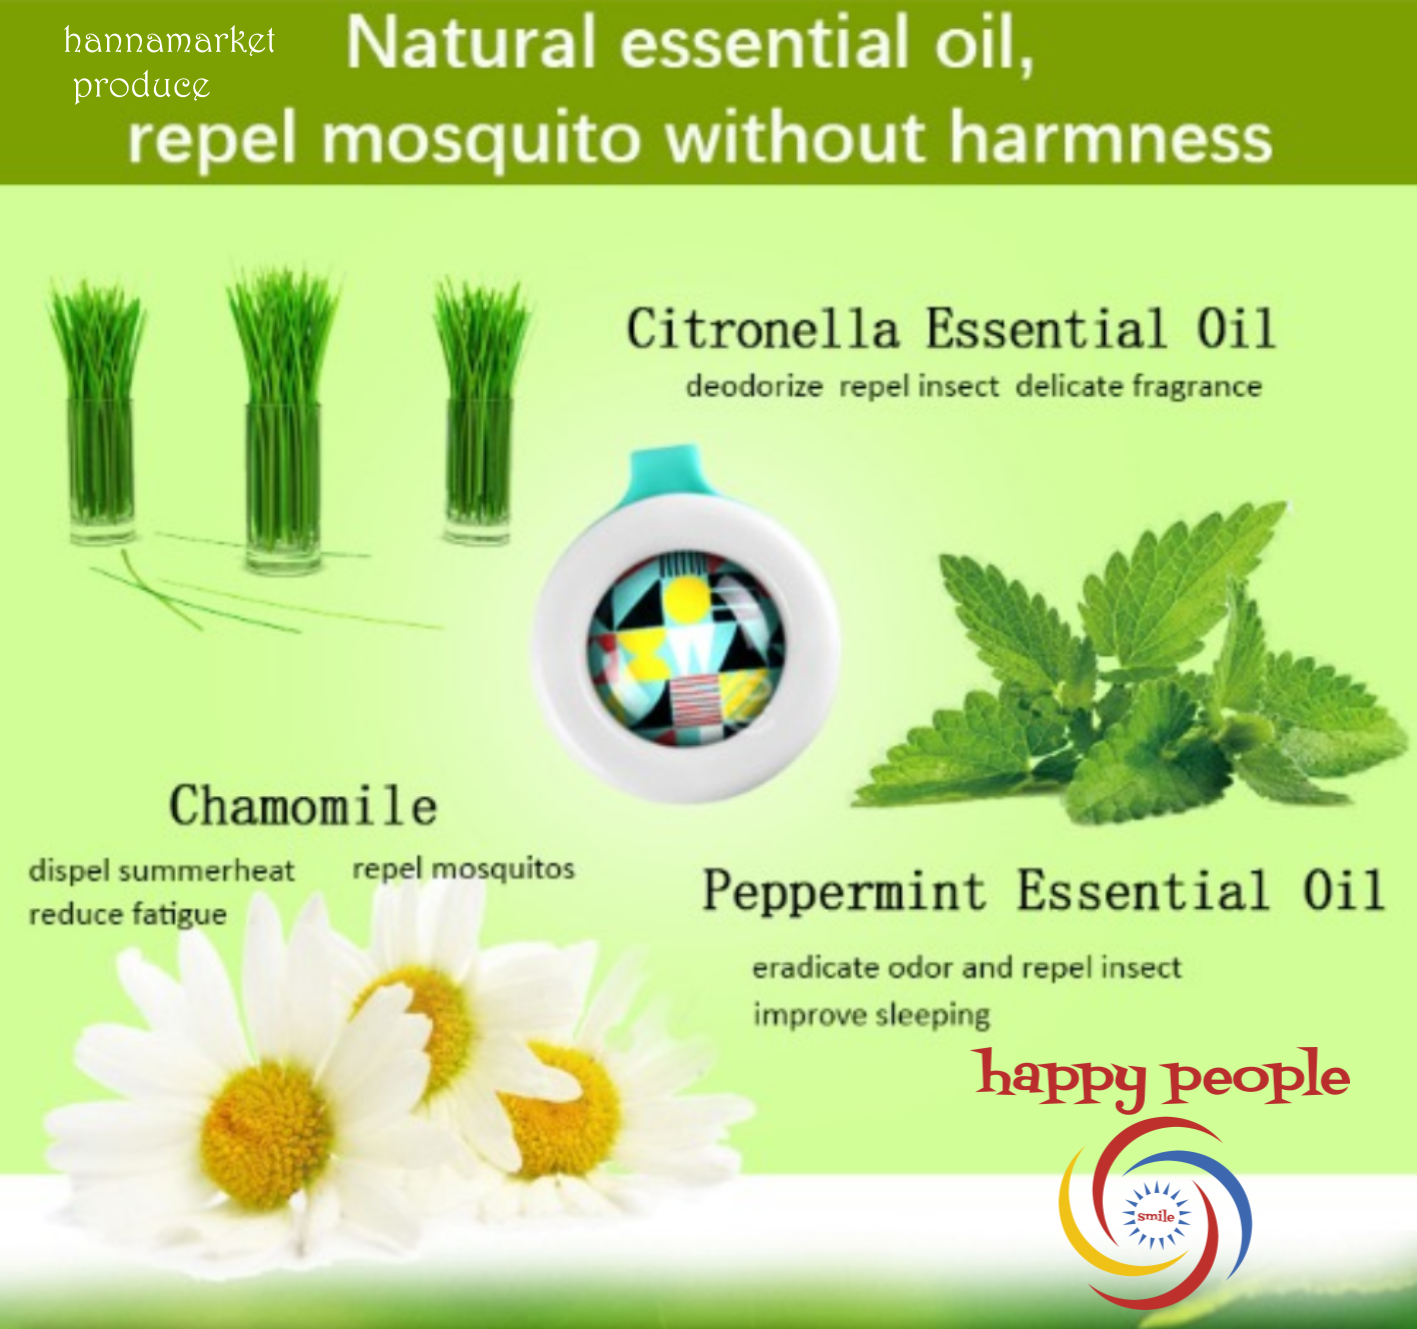 hannamarket
produce
Natural essential oil,
repel mosquito without harmness
Citronella Essential Oil
deodorize repel insect delicate fragrance
Chamomile
dispel summerheat repel mosquitos
reduce fatigue
Peppermint Essential Oil
eradicate odor and repel insect
improve sleeping
happy people
smile